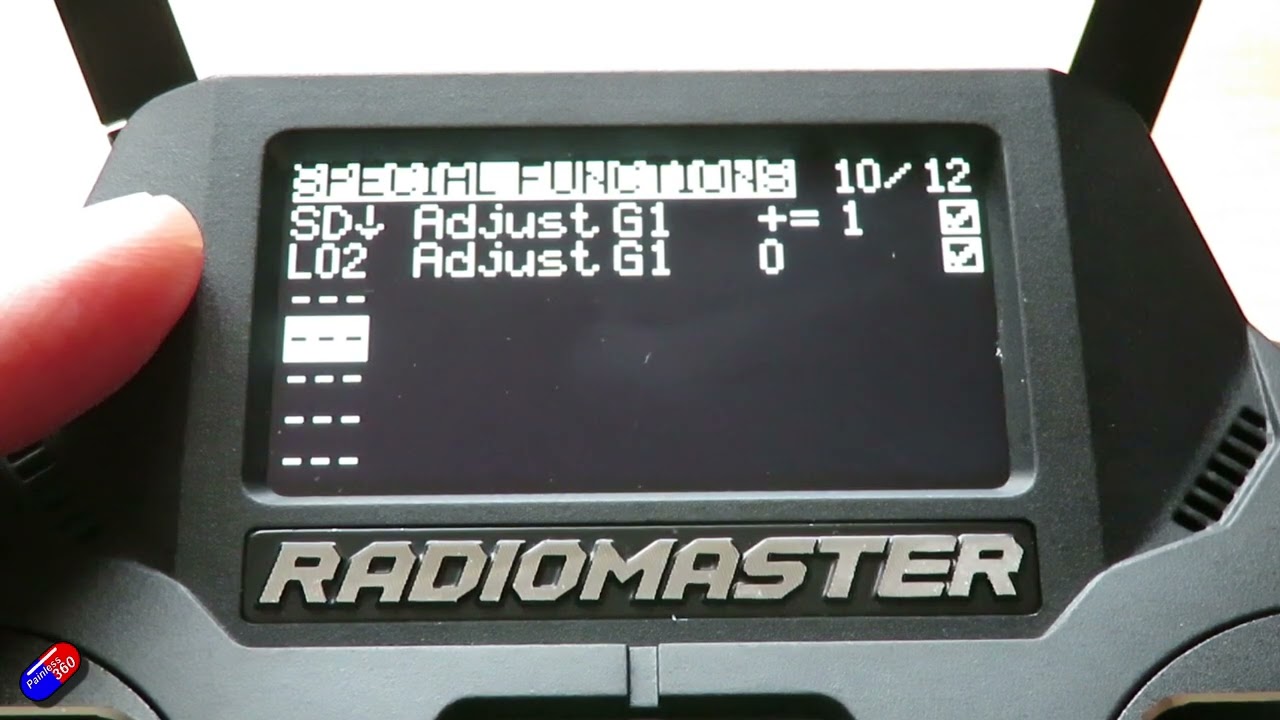 SPECIAL FUNCTIONS 10/12
SD↓ Adjust G1 += 1
L02 Adjust G1 0
---
---
---
---
---
RADIOMASTER
Painless
360